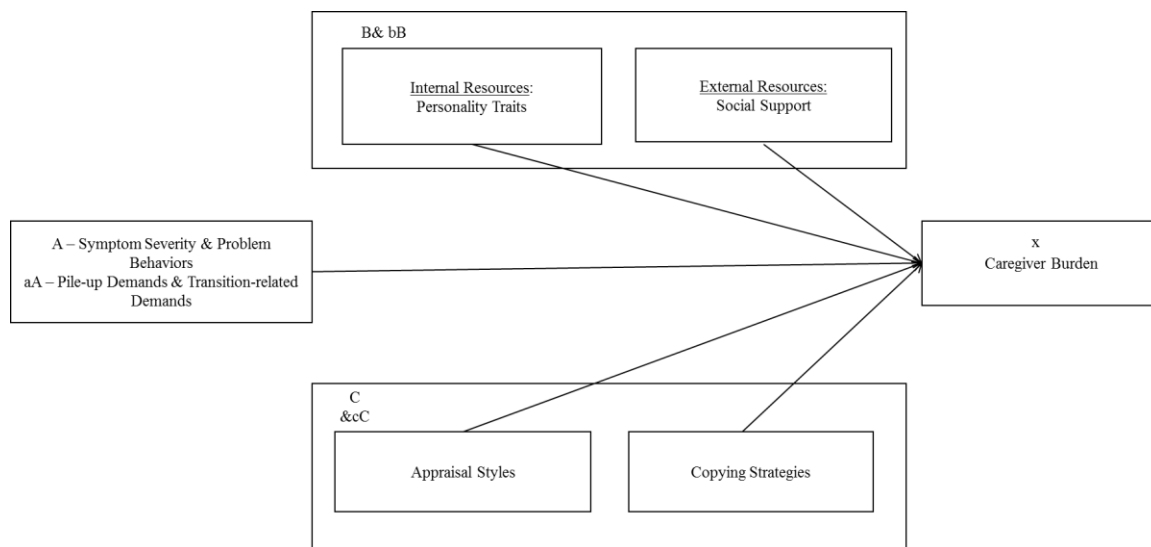 B& bB
Internal Resources:
Personality Traits
External Resources:
Social Support
A – Symptom Severity & Problem
Behaviors
aA – Pile-up Demands & Transition-related
Demands
x
Caregiver Burden
C
&cC
Appraisal Styles
Copying Strategies